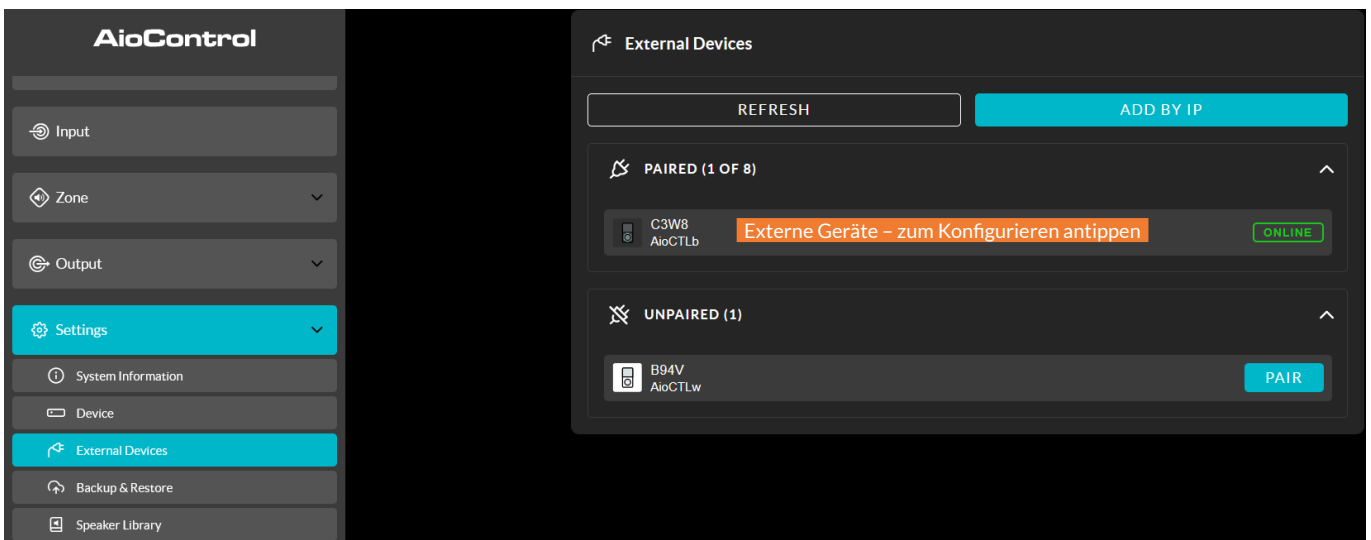 AioControl
Input
Zone
Output
Settings
System Information
Device
External Devices
Backup & Restore
Speaker Library
External Devices
REFRESH
ADD BY IP
PAIRED (1 OF 8)
C3W8
AioCTLb
Externe Geräte – zum Konfigurieren antippen
ONLINE
UNPAIRED (1)
B94V
AioCTLw
PAIR